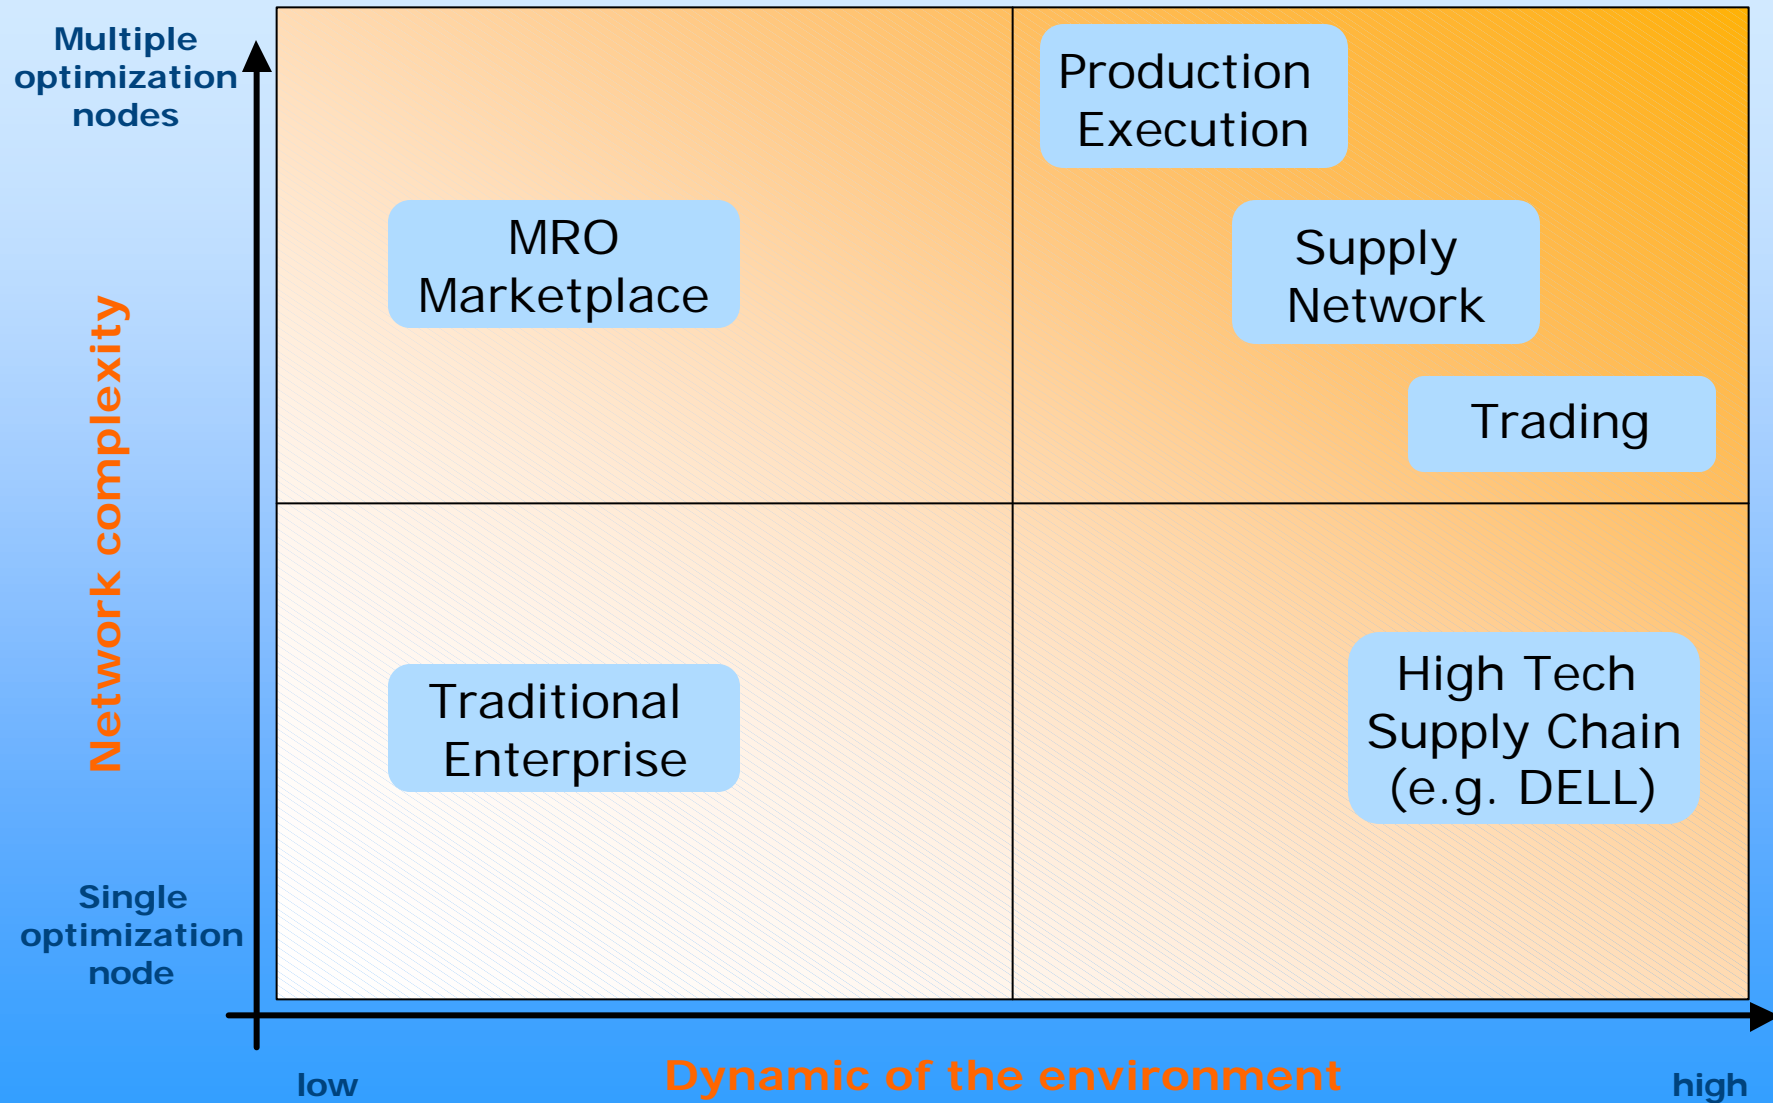 Multiple
optimization
nodes
Production
Execution
MRO
Marketplace
Supply
Network
Trading
Network complexity
Traditional
Enterprise
High Tech
Supply Chain
(e.g. DELL)
Single
optimization
node
low
Dynamic of the environment
high